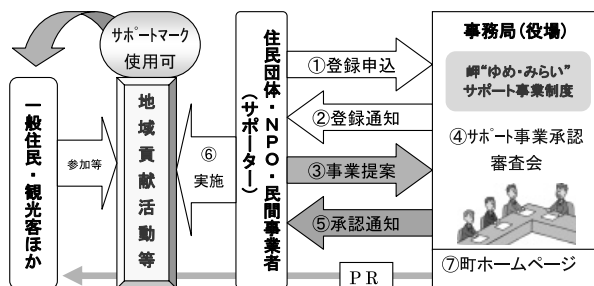 サポートマーク
使用可
一般住民・観光客ほか
参加等
地域貢献活動等
⑥
実施
住民団体・NPO・民間事業者
（サポーター）
①登録申込
②登録通知
③事業提案
⑤承認通知
PR
事務局（役場）
岬“ゆめ・みらい”
サポート事業制度
④サポート事業承認
審査会
⑦町ホームページ